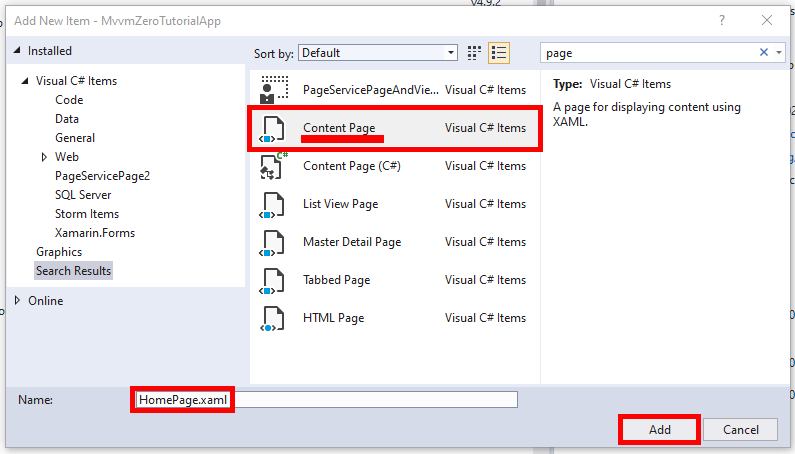 v4.9.2
Add New Item - MvvmZeroTutorialApp
? ×
Installed
Sort by: Default
page
Visual C# Items
Code
Data
General
Web
PageServicePage2
SQL Server
Storm Items
Xamarin.Forms
Graphics
Search Results
Online
PageServicePageAndVie... Visual C# Items
Content Page Visual C# Items
Content Page (C#) Visual C# Items
List View Page Visual C# Items
Master Detail Page Visual C# Items
Tabbed Page Visual C# Items
HTML Page Visual C# Items
Type: Visual C# Items
A page for displaying content using
XAML.
Name: HomePage.xaml
Add Cancel